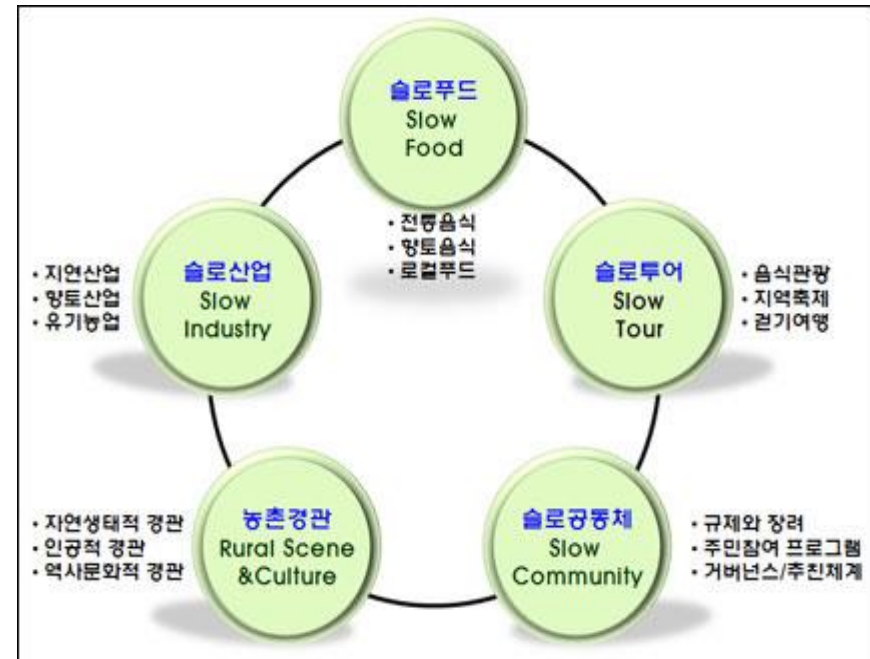 슬로푸드
Slow
Food
• 전통음식
• 향토음식
• 로컬푸드
슬로산업
Slow
Industry
• 지연산업
• 향토산업
• 유기농업
슬로투어
Slow
Tour
• 음식관광
• 지역축제
• 걷기여행
농촌경관
Rural Scene
&Culture
• 자연생태적 경관
• 인공적 경관
• 역사문화적 경관
슬로공동체
Slow
Community
• 규제와 장려
• 주민참여 프로그램
• 거버넌스/추진체계